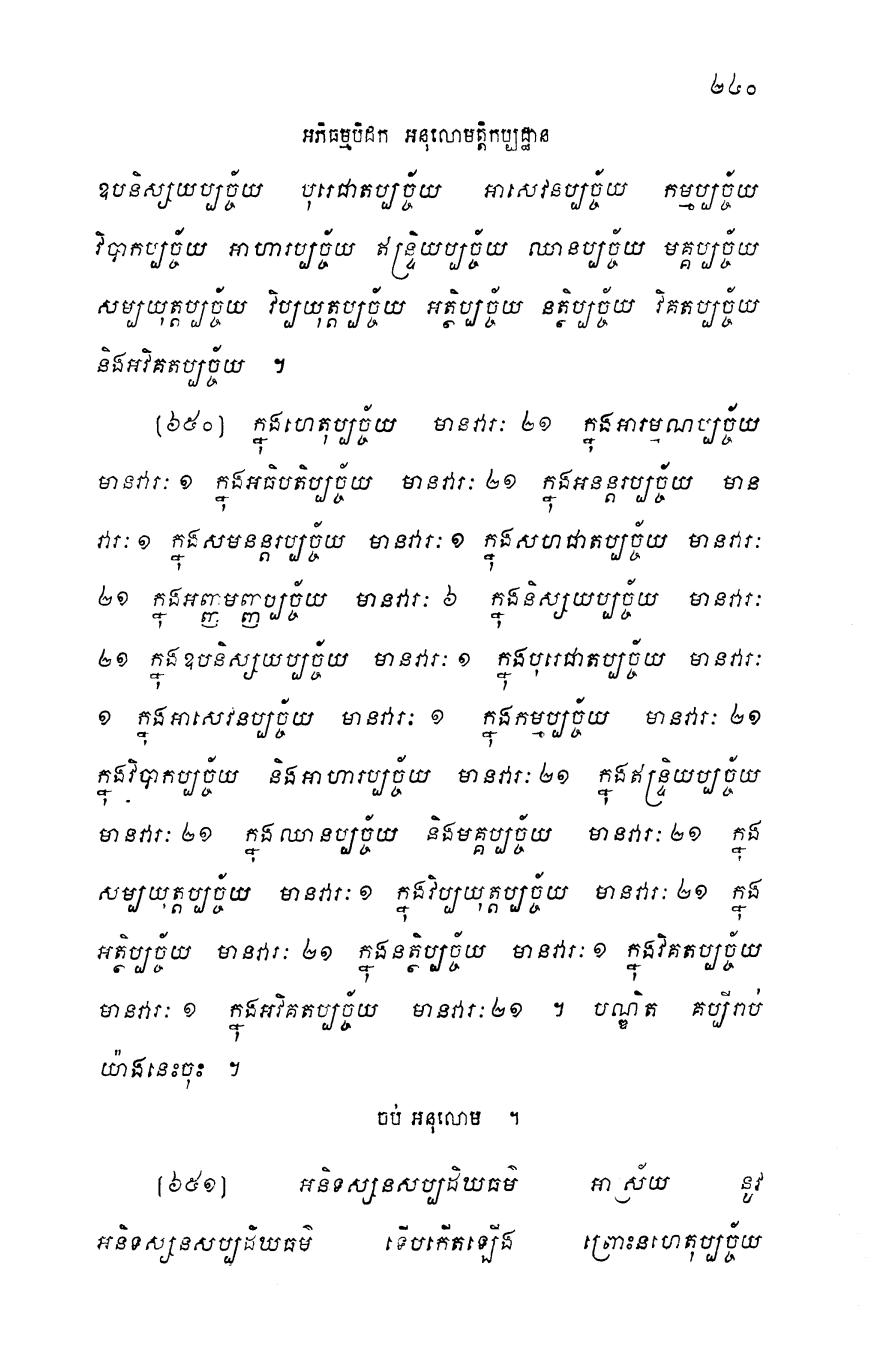 ២៤០
អភិធម្មបិដក អនុលោមត្តិកប្បដ្ឋាន
ឧបនិស្សយប្បច្ច័យ បុរេជាតប្បច្ច័យ អាសេវនប្បច្ច័យ កម្មប្បច្ច័យ
វិបាកប្បច្ច័យ អាហារប្បច្ច័យ ឥន្ទ្រិយប្បច្ច័យ ឈានប្បច្ច័យ មគ្គប្បច្ច័យ
សម្បយុត្តប្បច្ច័យ វិប្បយុត្តប្បច្ច័យ អត្ថិប្បច្ច័យ នត្ថិប្បច្ច័យ វិគតប្បច្ច័យ
និងអវិគតប្បច្ច័យ ។
[៦៥០] ក្នុងហេតុប្បច្ច័យ មានវារៈ ២១ ក្នុងអារម្មណប្បច្ច័យ
មានវារៈ ១ ក្នុងអធិបតិប្បច្ច័យ មានវារៈ ២១ ក្នុងអនន្តរប្បច្ច័យ មាន
វារៈ ១ ក្នុងសមនន្តរប្បច្ច័យ មានវារៈ ១ ក្នុងសហជាតប្បច្ច័យ មានវារៈ
២១ ក្នុងអញ្ញមញ្ញប្បច្ច័យ មានវារៈ ៦ ក្នុងនិស្សយប្បច្ច័យ មានវារៈ
២១ ក្នុងឧបនិស្សយប្បច្ច័យ មានវារៈ ១ ក្នុងបុរេជាតប្បច្ច័យ មានវារៈ
១ ក្នុងអាសេវនប្បច្ច័យ មានវារៈ ១ ក្នុងកម្មប្បច្ច័យ មានវារៈ ២១
ក្នុងវិបាកប្បច្ច័យ និងអាហារប្បច្ច័យ មានវារៈ ២១ ក្នុងឥន្ទ្រិយប្បច្ច័យ
មានវារៈ ២១ ក្នុងឈានប្បច្ច័យ និងមគ្គប្បច្ច័យ មានវារៈ ២១ ក្នុង
សម្បយុត្តប្បច្ច័យ មានវារៈ ១ ក្នុងវិប្បយុត្តប្បច្ច័យ មានវារៈ ២១ ក្នុង
អត្ថិប្បច្ច័យ មានវារៈ ២១ ក្នុងនត្ថិប្បច្ច័យ មានវារៈ ១ ក្នុងវិគតប្បច្ច័យ
មានវារៈ ១ ក្នុងអវិគតប្បច្ច័យ មានវារៈ ២១ ។ បណ្ឌិត គប្បីរាប់
យ៉ាងនេះចុះ ។
ចប់ អនុលោម ។
[៦៥១] អនិទស្សនសប្បដិឃធម៌ អាស្រ័យ នូវ
អនិទស្សនសប្បដិឃធម៌ ទើបកើតឡើង ព្រោះនហេតុប្បច្ច័យ